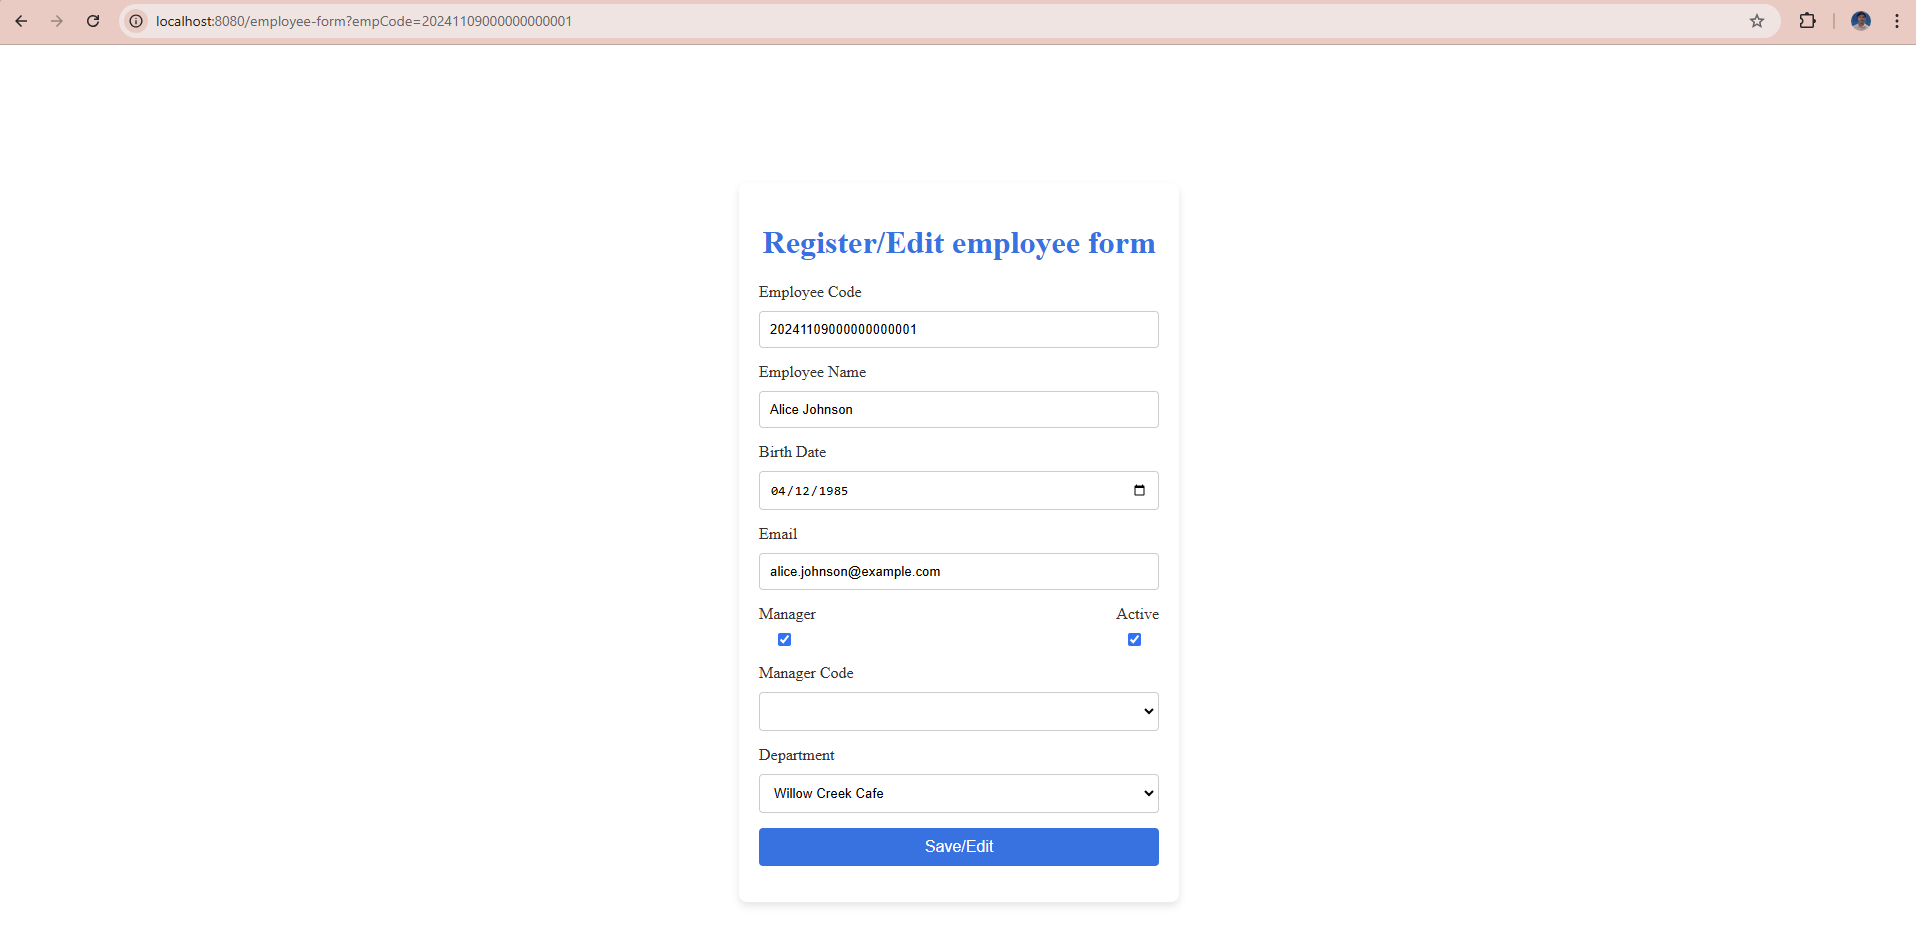 localhost:8080/employee-form?empCode=20241109000000000001
Register/Edit employee form
Employee Code
20241109000000000001
Employee Name
Alice Johnson
Birth Date
04/12/1985
Email
alice.johnson@example.com
Manager Active
Manager Code
Department
Willow Creek Cafe
Save/Edit